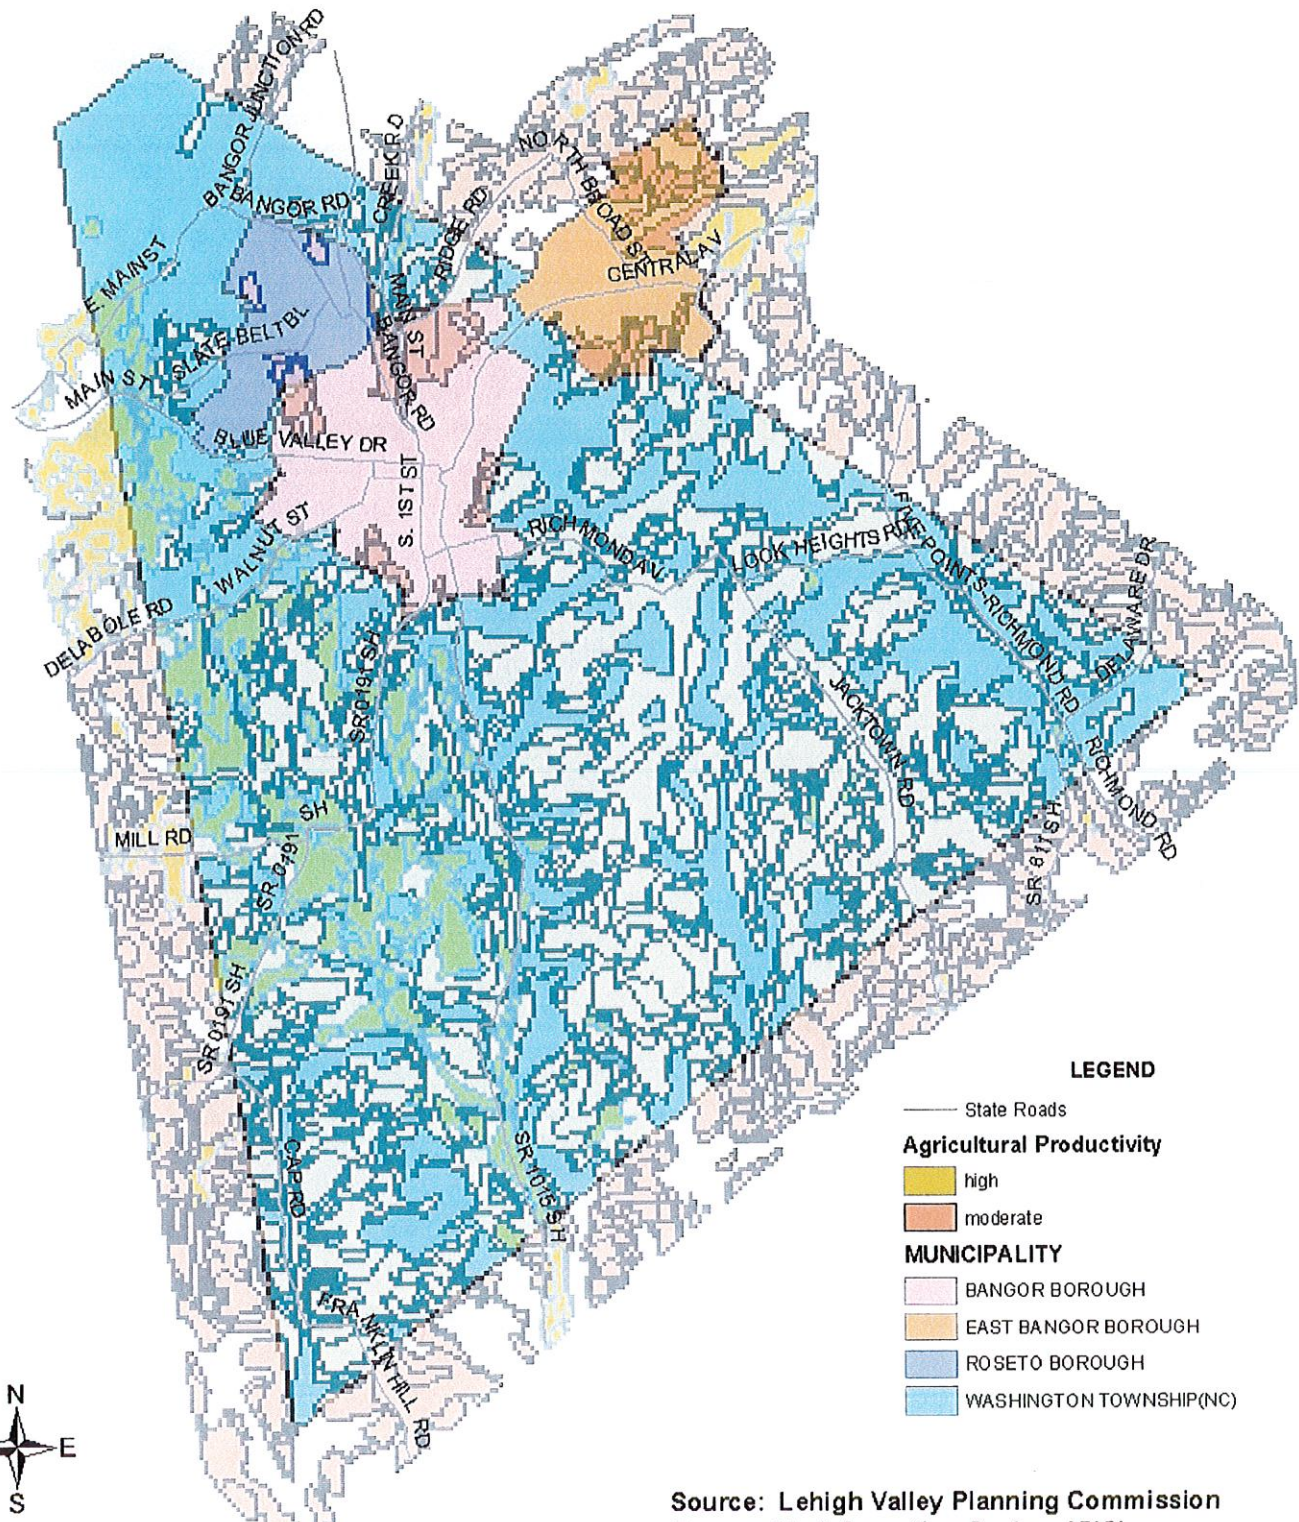 BANGOR JUNCTION RD
CREEK RD
NORTH BROAD ST
BANGOR RD
RIDGE RD
CENTRAL AV
E. MAIN ST
MAIN ST
SLATE BELT BL
BANGOR RD
MAIN ST
BLUE VALLEY DR
S. 1ST ST
WALNUT ST
RICHMOND AV
LOCK HEIGHTS RD
FIVE POINTS-RICHMOND RD
DELAWARE DR
DELABOLE RD
SR 0191 SH
JACKTOWN RD
RICHMOND RD
MILL RD
SR 0191 SH
SR 611 SH
SR 0191 SH
CAP RD
SR 1015 SH
FRANKLIN HILL RD
LEGEND
State Roads
Agricultural Productivity
high
moderate
MUNICIPALITY
BANGOR BOROUGH
EAST BANGOR BOROUGH
ROSETO BOROUGH
WASHINGTON TOWNSHIP(NC)
N
E
S
Source: Lehigh Valley Planning Commission